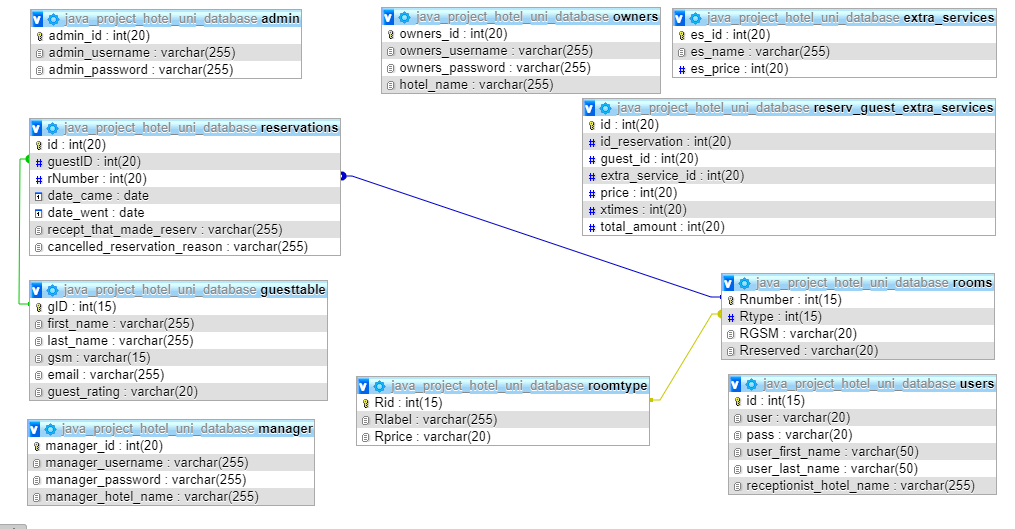 java_project_hotel_uni_database admin
admin_id : int(20)
admin_username : varchar(255)
admin_password : varchar(255)
java_project_hotel_uni_database owners
owners_id : int(20)
owners_username : varchar(255)
owners_password : varchar(255)
hotel_name : varchar(255)
java_project_hotel_uni_database extra_services
es_id : int(20)
es_name : varchar(255)
es_price : int(20)
java_project_hotel_uni_database reserv_guest_extra_services
id : int(20)
id_reservation : int(20)
guest_id : int(20)
extra_service_id : int(20)
price : int(20)
xtimes : int(20)
total_amount : int(20)
java_project_hotel_uni_database reservations
id : int(20)
guestID : int(20)
rNumber : int(20)
date_came : date
date_went : date
recept_that_made_reserv : varchar(255)
cancelled_reservation_reason : varchar(255)
java_project_hotel_uni_database guesttable
gID : int(15)
first_name : varchar(255)
last_name : varchar(255)
gsm : varchar(15)
email : varchar(255)
guest_rating : varchar(20)
java_project_hotel_uni_database rooms
Rnumber : int(15)
Rtype : int(15)
RGSM : varchar(20)
Rreserved : varchar(20)
java_project_hotel_uni_database roomtype
Rid : int(15)
Rlabel : varchar(255)
Rprice : varchar(20)
java_project_hotel_uni_database users
id : int(15)
user : varchar(20)
pass : varchar(20)
user_first_name : varchar(50)
user_last_name : varchar(50)
receptionist_hotel_name : varchar(255)
java_project_hotel_uni_database manager
manager_id : int(20)
manager_username : varchar(255)
manager_password : varchar(255)
manager_hotel_name : varchar(255)